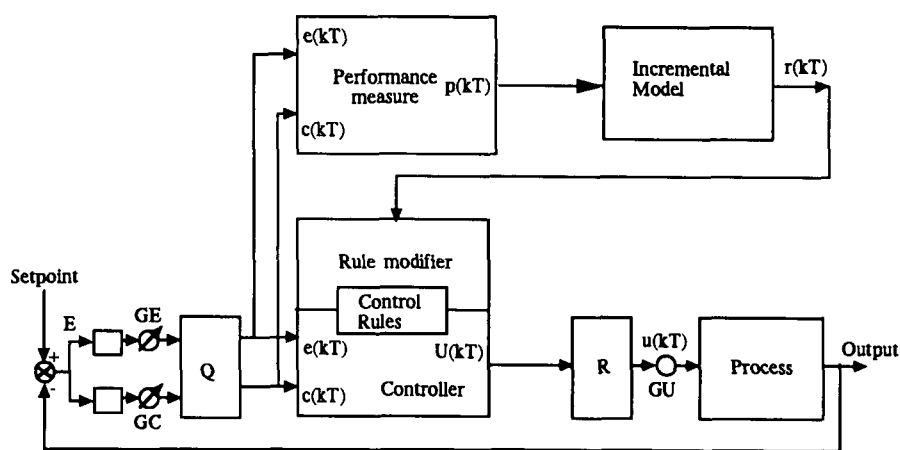 e(kT)
Performance
measure
p(kT)
c(kT)
Incremental
Model
r(kT)
Rule modifier
Control
Rules
e(kT)
U(kT)
c(kT)
Controller
Setpoint
+
-
E
GE
GC
Q
R
u(kT)
GU
Process
Output